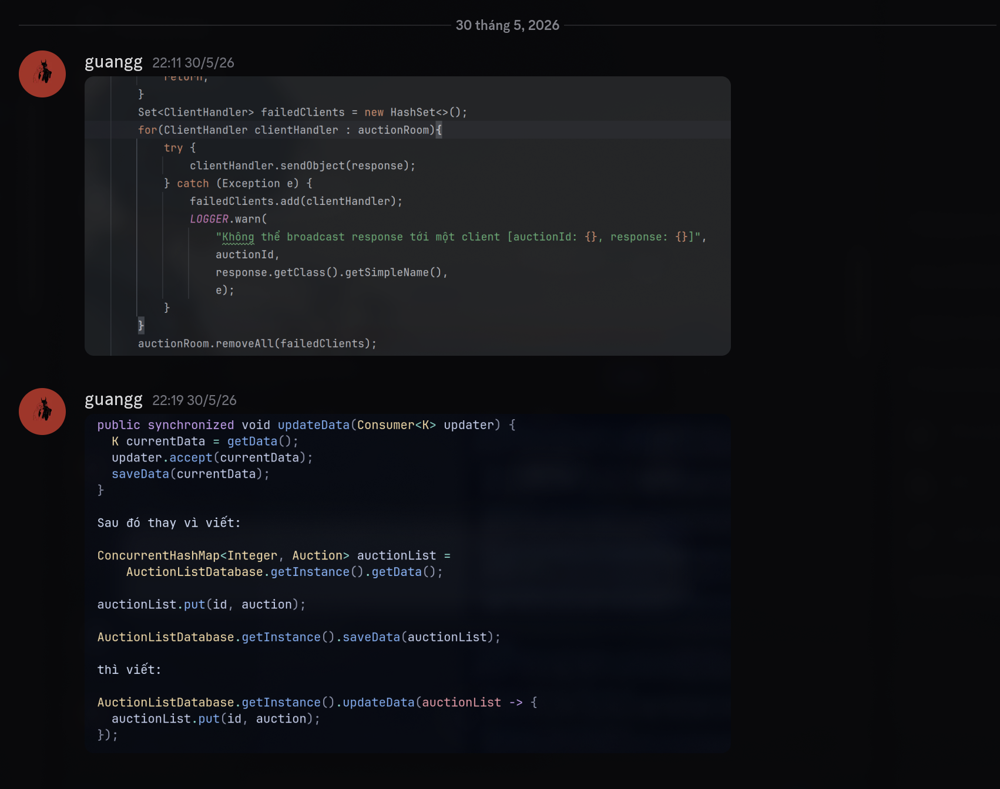 30 tháng 5, 2026
guangg 22:11 30/5/26
return;
}
Set<ClientHandler> failedClients = new HashSet<>();
for(ClientHandler clientHandler : auctionRoom){
try {
clientHandler.sendObject(response);
} catch (Exception e) {
failedClients.add(clientHandler);
LOGGER.warn(
"Không thể broadcast response tới một client [auctionId: {}, response: {}]",
auctionId,
response.getClass().getSimpleName(),
e);
}
}
auctionRoom.removeAll(failedClients);
guangg 22:19 30/5/26
public synchronized void updateData(Consumer<K> updater) {
K currentData = getData();
updater.accept(currentData);
saveData(currentData);
}
Sau đó thay vì viết:
ConcurrentHashMap<Integer, Auction> auctionList =
AuctionListDatabase.getInstance().getData();
auctionList.put(id, auction);
AuctionListDatabase.getInstance().saveData(auctionList);
thì viết:
AuctionListDatabase.getInstance().updateData(auctionList -> {
auctionList.put(id, auction);
});